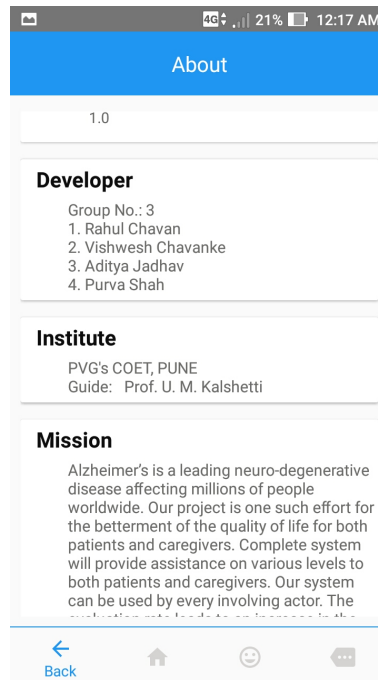 4G 21% 12:17 AM
About
1.0
Developer
Group No.: 3
1. Rahul Chavan
2. Vishwesh Chavanke
3. Aditya Jadhav
4. Purva Shah
Institute
PVG's COET, PUNE
Guide: Prof. U. M. Kalshetti
Mission
Alzheimer's is a leading neuro-degenerative
disease affecting millions of people
worldwide. Our project is one such effort for
the betterment of the quality of life for both
patients and caregivers. Complete system
will provide assistance on various levels to
both patients and caregivers. Our system
can be used by every involving actor. The
Back